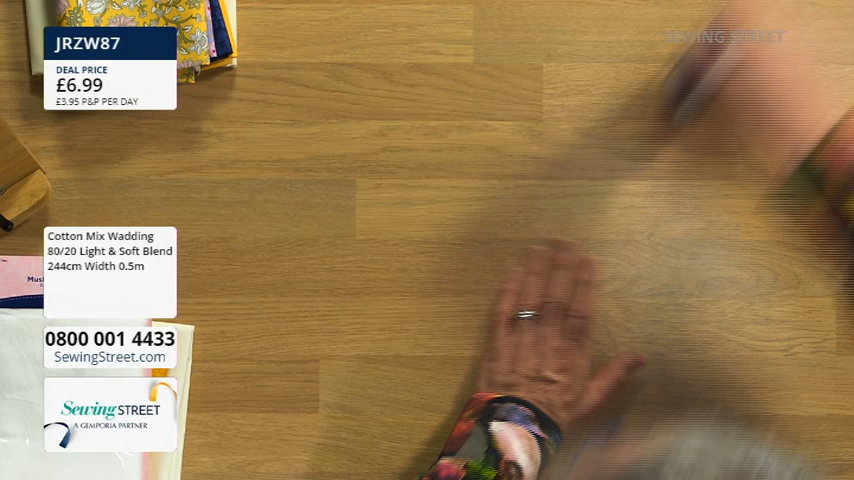 JRZW87
SEWING STREET
DEAL PRICE
£6.99
£3.95 P&P PER DAY
Cotton Mix Wadding
80/20 Light & Soft Blend
244cm Width 0.5m
0800 001 4433
SewingStreet.com
Sewing STREET
A GEMPORIA PARTNER